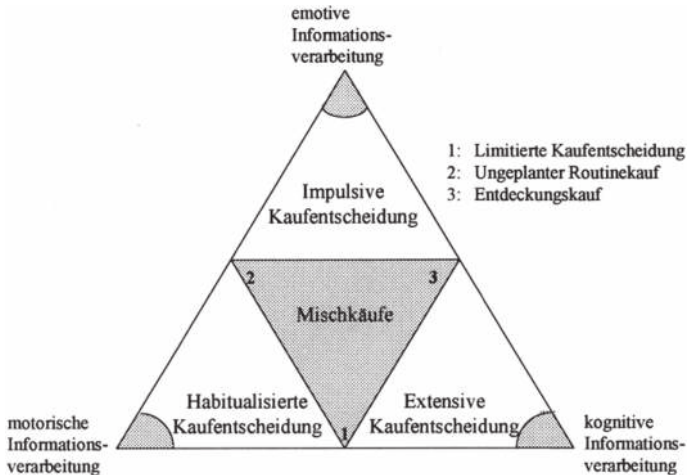 emotive
Informations-
verarbeitung
1: Limitierte Kaufentscheidung
2: Ungeplanter Routinekauf
3: Entdeckungskauf
Impulsive
Kaufentscheidung
2
3
Mischkäufe
Habitualisierte
Kaufentscheidung
1
Extensive
Kaufentscheidung
motorische
Informations-
verarbeitung
kognitive
Informations-
verarbeitung